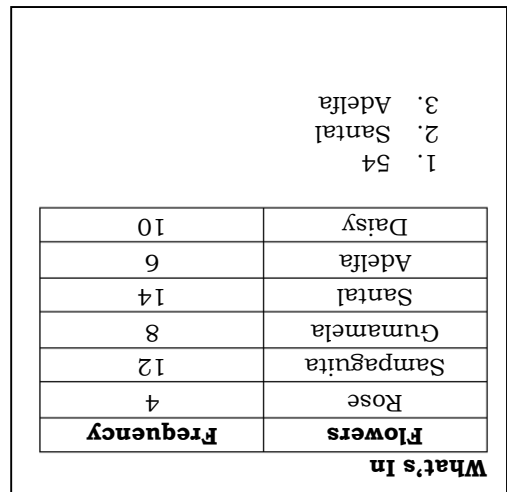 What's In
Flowers Frequency
Rose 4
Sampaguita 12
Gumamela 8
Santal 14
Adelfa 6
Daisy 10
1. 54
2. Santal
3. Adelfa